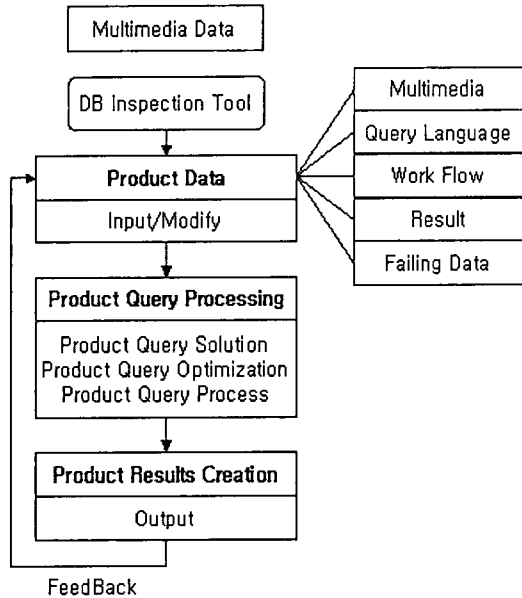 Multimedia Data
DB Inspection Tool
Product Data
Input/Modify
Multimedia
Query Language
Work Flow
Result
Failing Data
Product Query Processing
Product Query Solution
Product Query Optimization
Product Query Process
Product Results Creation
Output
FeedBack